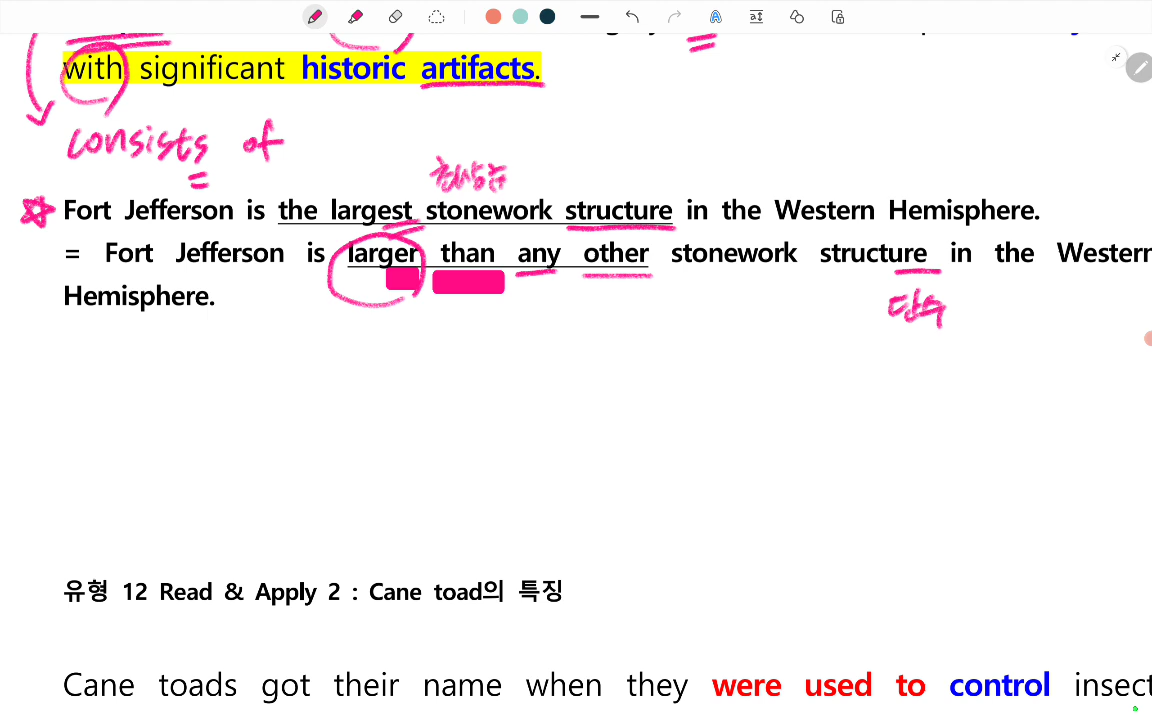 with significant historic artifacts.
consists of
최상급
Fort Jefferson is the largest stonework structure in the Western Hemisphere.
= Fort Jefferson is larger than any other stonework structure in the Western
Hemisphere.
단수
유형 12 Read & Apply 2 : Cane toad의 특징
Cane toads got their name when they were used to control insect